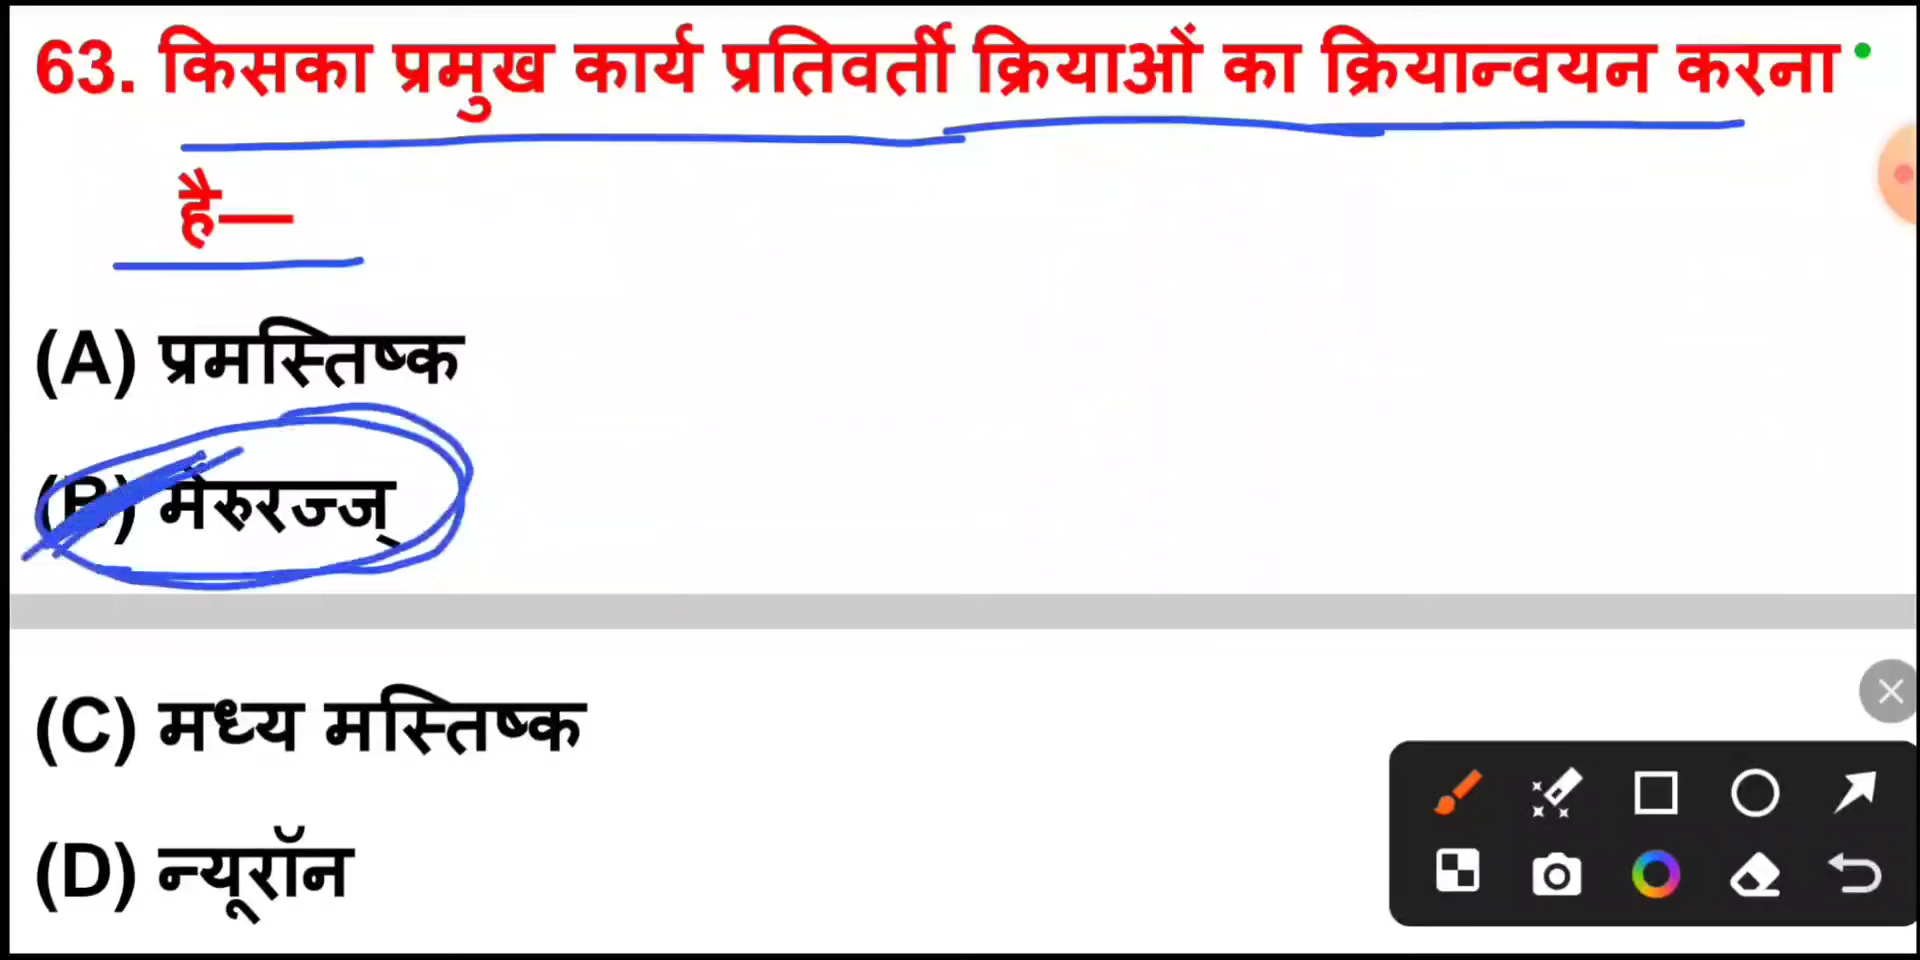 63. किसका प्रमुख कार्य प्रतिवर्ती क्रियाओं का क्रियान्वयन करना
है—
(A) प्रमस्तिष्क
(B) मेरुरज्ज्
(C) मध्य मस्तिष्क
(D) न्यूरॉन